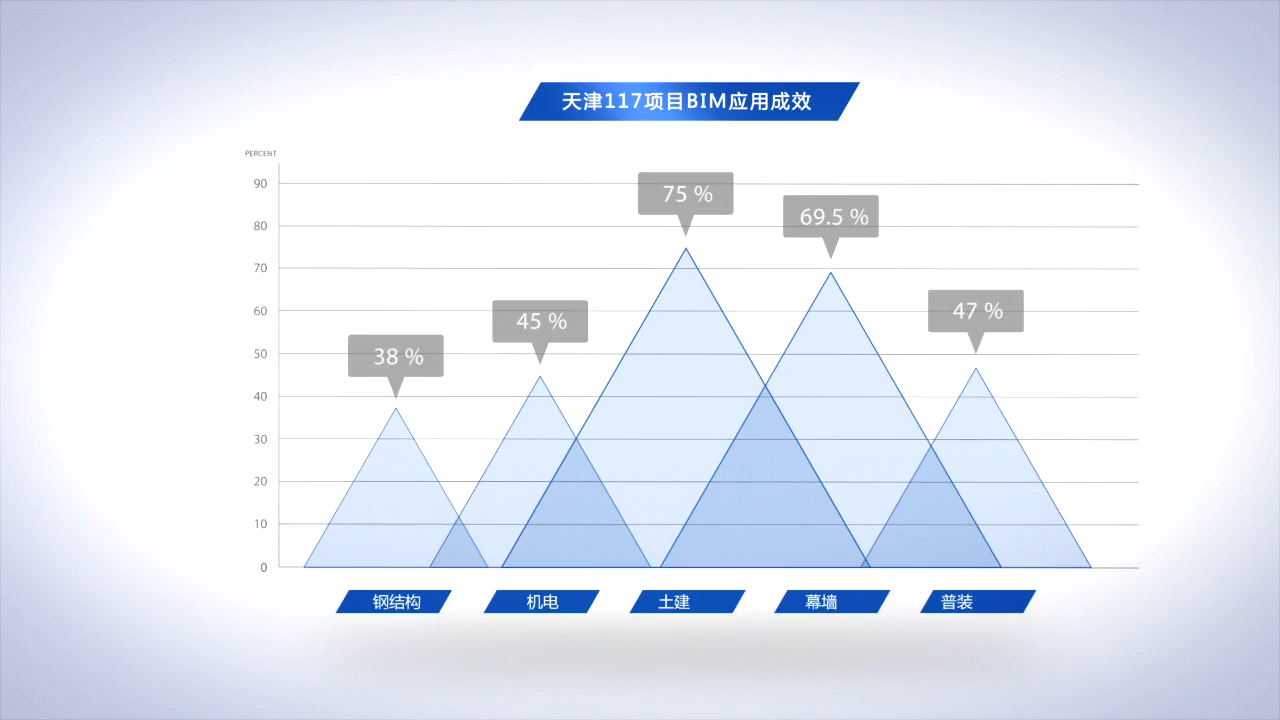 天津117项目BIM应用成效
PERCENT
90
80
70
60
50
40
30
20
10
0
38 %
45 %
75 %
69.5 %
47 %
钢结构
机电
土建
幕墙
普装